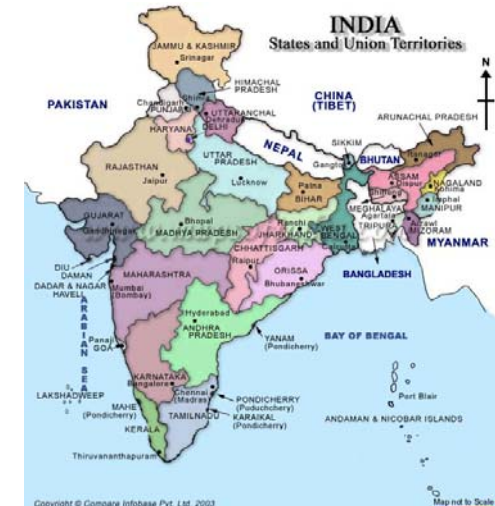 INDIA
States and Union Territories
N
JAMMU & KASHMIR
Srinagar
HIMACHAL
PRADESH
Shimla
Chandigarh
PUNJAB
PAKISTAN
CHINA
(TIBET)
UTTARANCHAL
Dehradun
DELHI
HARYANA
ARUNACHAL PRADESH
Itanagar
SIKKIM
Gangtok
BHUTAN
NEPAL
RAJASTHAN
Jaipur
UTTAR
PRADESH
Lucknow
Patna
BIHAR
ASSAM
Dispur
NAGALAND
Kohima
Shillong
MEGHALAYA
Imphal
MANIPUR
Agartala
TRIPURA
Aizawl
MIZORAM
MYANMAR
GUJARAT
Gandhinagar
Bhopal
MADHYA PRADESH
Ranchi
JHARKHAND
WEST
BENGAL
Calcutta
BANGLADESH
CHHATTISGARH
Raipur
ORISSA
Bhubaneshwar
DIU
DAMAN
DADAR & NAGAR
HAVELI
MAHARASHTRA
Mumbai
(Bombay)
ARABIAN SEA
Hyderabad
ANDHRA
PRADESH
YANAM
(Pondicherry)
BAY OF BENGAL
Panaji
GOA
KARNATAKA
Bangalore
Chennai
(Madras)
PONDICHERRY
(Puduchchery)
LAKSHADWEEP
MAHE
(Pondicherry)
TAMILNADU
KARAIKAL
(Pondicherry)
KERALA
Thiruvananthapuram
Port Blair
ANDAMAN & NICOBAR ISLANDS
Copyright © Compare Infobase Pvt. Ltd. 2003
Map not to Scale